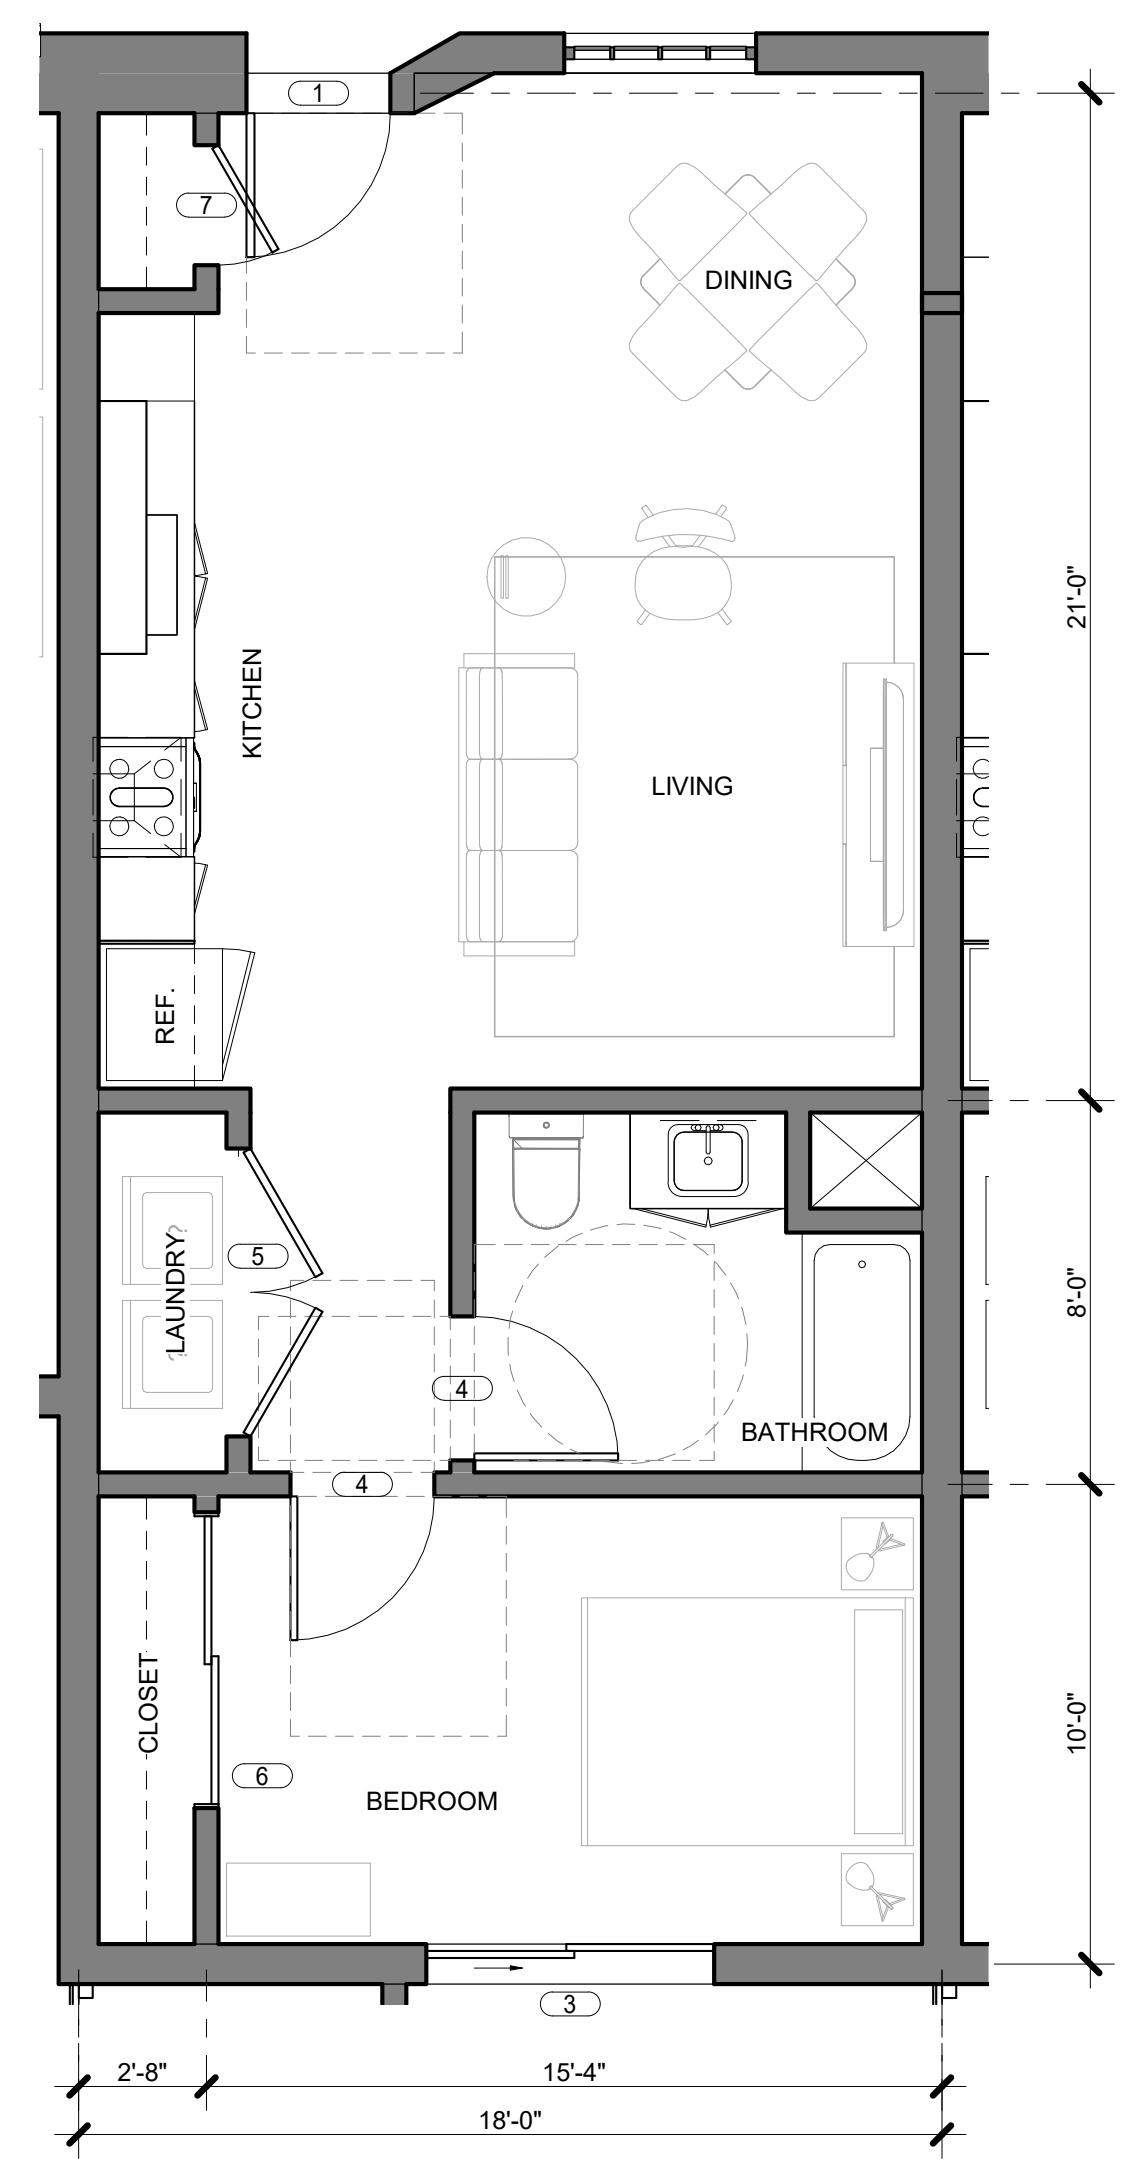 1
7
DINING
21'-0"
KITCHEN
LIVING
REF.
5
LAUNDRY
?
?
8'-0"
4
BATHROOM
4
CLOSET
10'-0"
6
BEDROOM
3
2'-8"
15'-4"
18'-0"